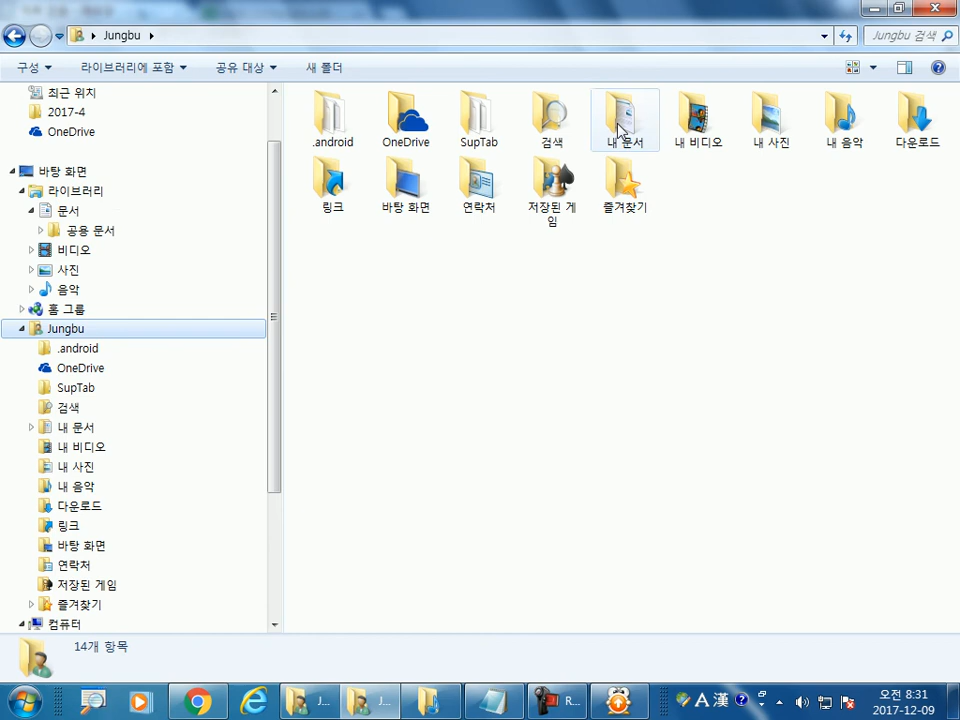 Jungbu
Jungbu 검색
구성
라이브러리에 포함
공유 대상
새 폴더
최근 위치
2017-4
OneDrive
바탕 화면
라이브러리
문서
공용 문서
비디오
사진
음악
홈 그룹
Jungbu
.android
OneDrive
SupTab
검색
내 문서
내 비디오
내 사진
내 음악
다운로드
링크
바탕 화면
연락처
저장된 게임
즐겨찾기
컴퓨터
.android
OneDrive
SupTab
검색
내 문서
내 비디오
내 사진
내 음악
다운로드
링크
바탕 화면
연락처
저장된 게
임
즐겨찾기
14개 항목
J...
J...
R...
A 漢
오전 8:31
2017-12-09